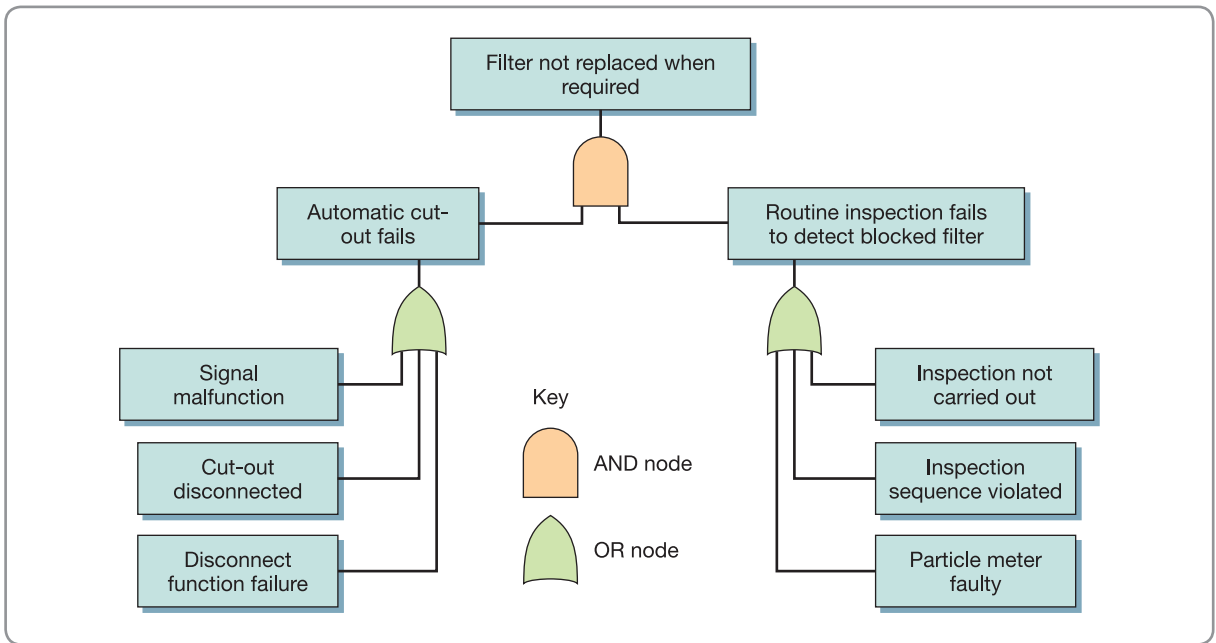 Filter not replaced when
required
Automatic cut-
out fails
Routine inspection fails
to detect blocked filter
Signal
malfunction
Cut-out
disconnected
Disconnect
function failure
Key
AND node
OR node
Inspection not
carried out
Inspection
sequence violated
Particle meter
faulty